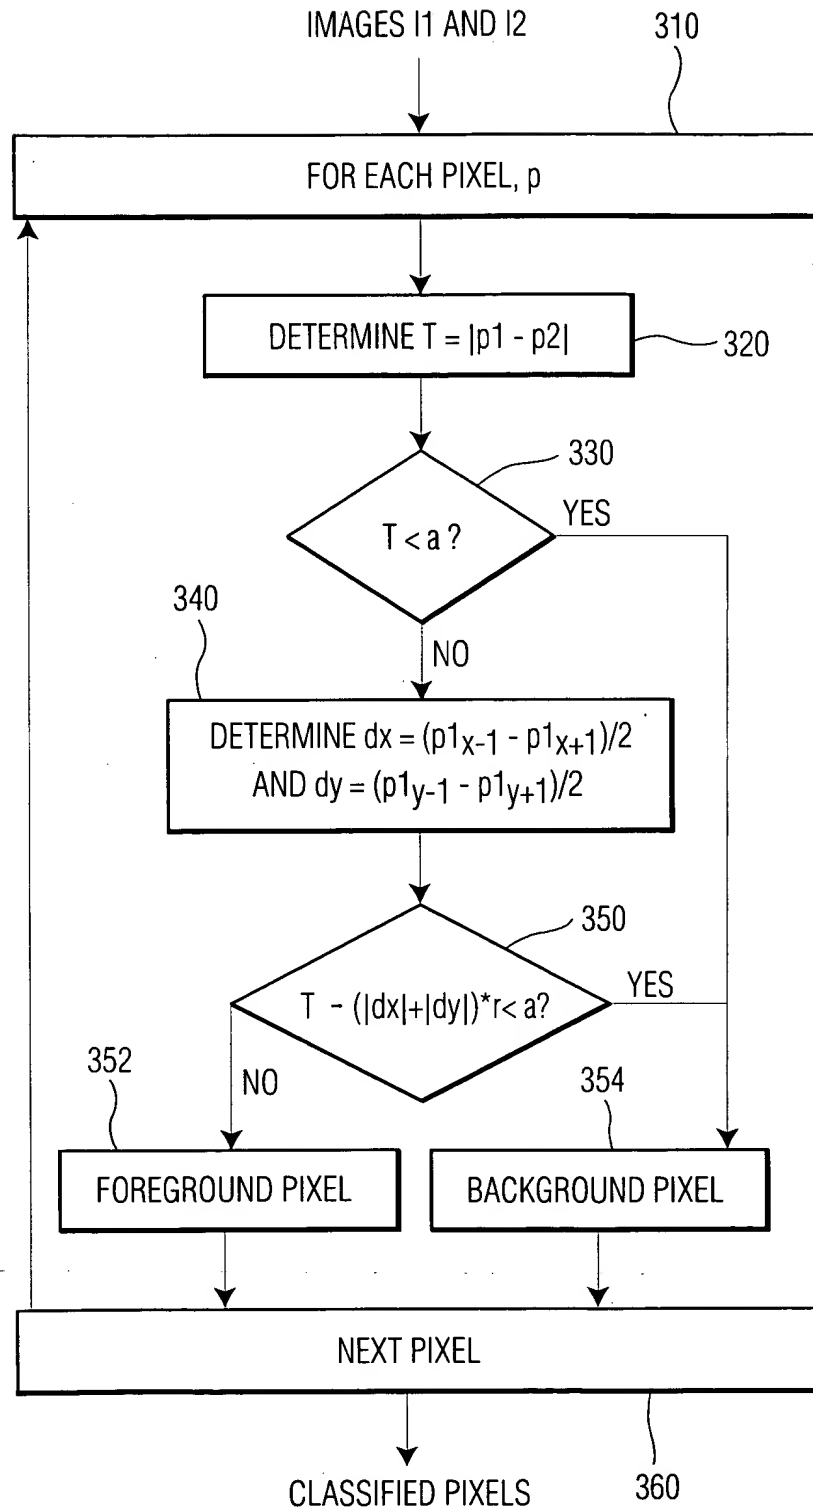 IMAGES I1 AND I2
310
FOR EACH PIXEL, p
DETERMINE T = |p1 - p2|
320
330
T < a ?
YES
340
NO
DETERMINE dx = (p1x-1 - p1x+1)/2
AND dy = (p1y-1 - p1y+1)/2
350
T - (|dx|+|dy|)*r< a?
YES
352
NO
354
FOREGROUND PIXEL
BACKGROUND PIXEL
NEXT PIXEL
CLASSIFIED PIXELS
360